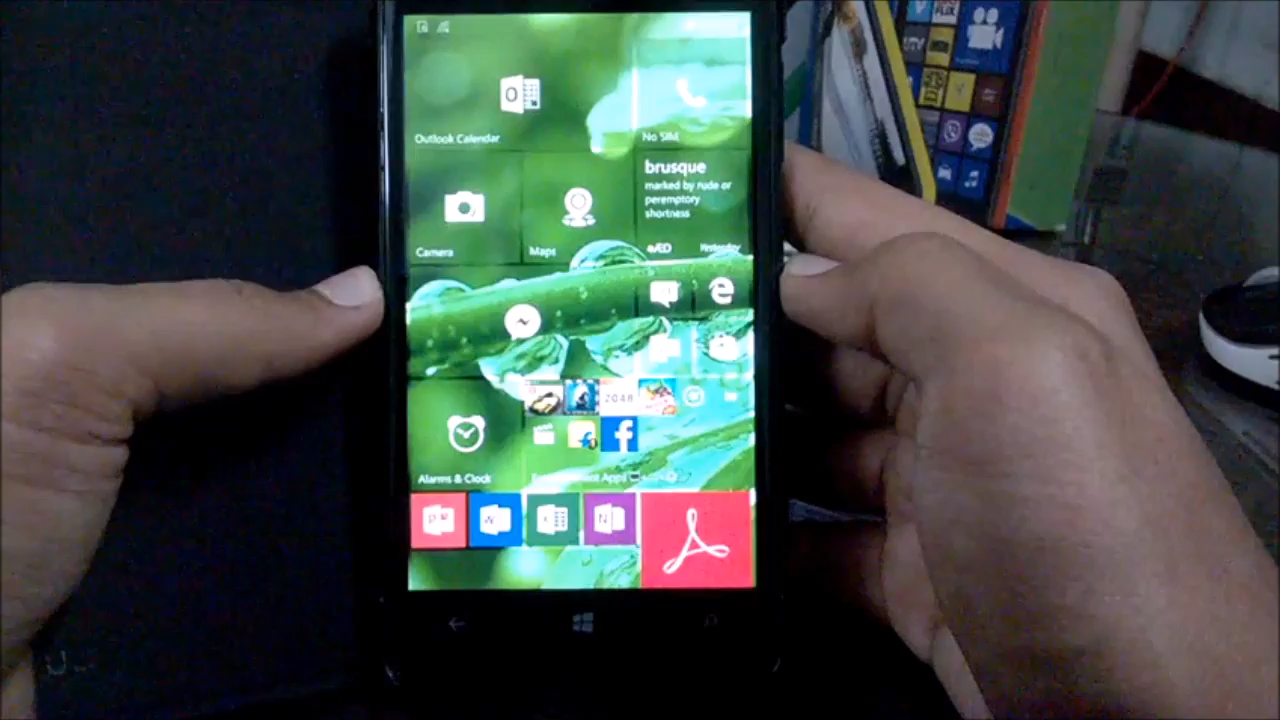 Outlook Calendar
No SIM
brusque
marked by rude or
peremptory
shortness
Camera
Maps
Yesterday
2048
Alarms & Clock